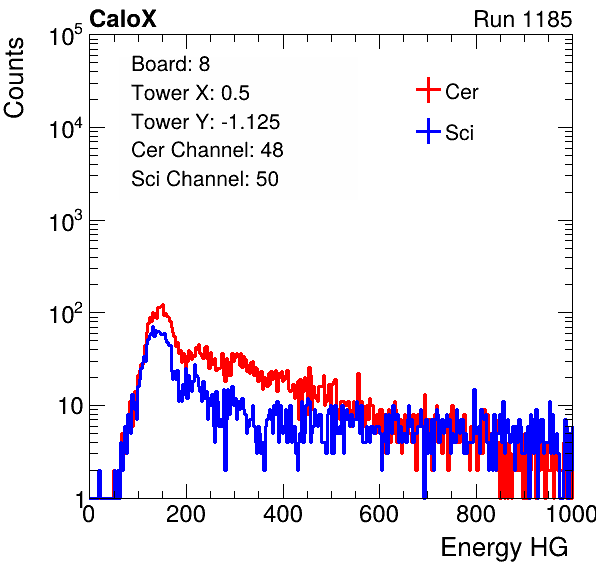 CaloX Run 1185
Counts
10^5
10^4
10^3
10^2
10
1
Board: 8
Tower X: 0.5
Tower Y: -1.125
Cer Channel: 48
Sci Channel: 50
Cer
Sci
0 200 400 600 800 1000
Energy HG